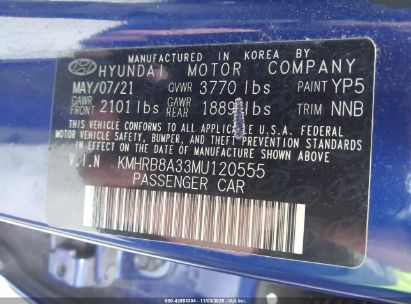 MANUFACTURED IN KOREA BY
HYUNDAI MOTOR COMPANY
MAY/07/21 GVWR 3770 lbs PAINT YP5
GAWR FRONT 2101 lbs GAWR REAR 1889 lbs TRIM NNB
THIS VEHICLE CONFORMS TO ALL APPLICABLE U.S.A. FEDERAL
MOTOR VEHICLE SAFETY, BUMPER, AND THEFT PREVENTION
STANDARDS IN EFFECT ON THE DATE OF MANUFACTURE SHOWN ABOVE.
V.I.N KMHRB8A33MU120555
PASSENGER CAR